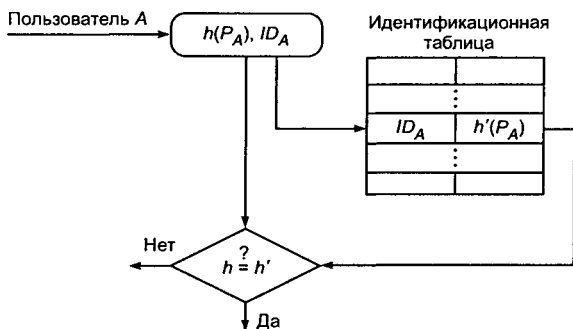 Пользователь A
h(P_A), ID_A
Идентификационная
таблица
⋮
ID_A h'(P_A)
⋮
Нет
?
h = h'
Да